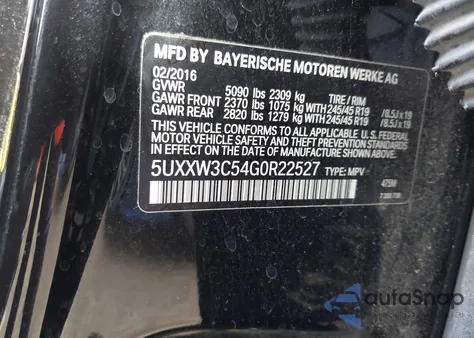 MFD BY BAYERISCHE MOTOREN WERKE AG
02/2016
GVWR 5090 lbs 2309 kg TIRE / RIM
GAWR FRONT 2370 lbs 1075 kg WITH 245/45 R19 / 8.5J x 19
GAWR REAR 2820 lbs 1279 kg WITH 245/45 R19 / 8.5J x 19
THIS VEHICLE CONFORMS TO ALL APPLICABLE U.S. FEDERAL
MOTOR VEHICLE SAFETY STANDARDS IN EFFECT ON THE
DATE OF MANUFACTURE SHOWN ABOVE.
5UXXW3C54G0R22527 TYPE: MPV
autoSnap